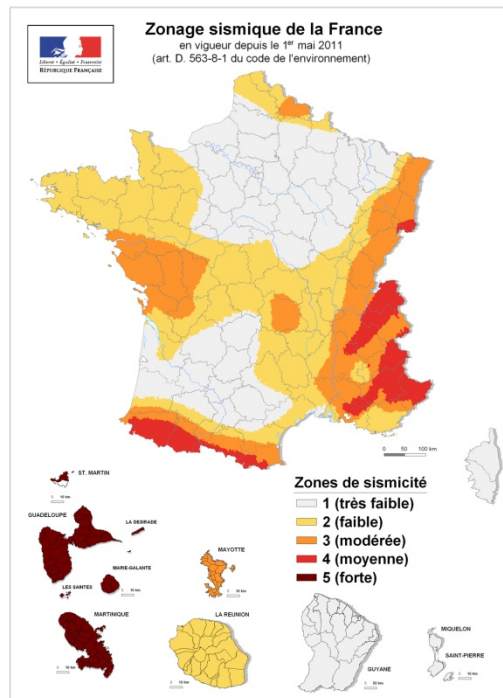 Zonage sismique de la France
en vigueur depuis le 1er mai 2011
(art. D. 563-8-1 du code de l'environnement)
Liberté • Égalité • Fraternité
RÉPUBLIQUE FRANÇAISE
0 50 100 km
Zones de sismicité
1 (très faible)
2 (faible)
3 (modérée)
4 (moyenne)
5 (forte)
ST. MARTIN
GUADELOUPE
LA DESIRADE
MARIE-GALANTE
LES SAINTES
MAYOTTE
MARTINIQUE
LA REUNION
GUYANE
MIQUELON
SAINT-PIERRE